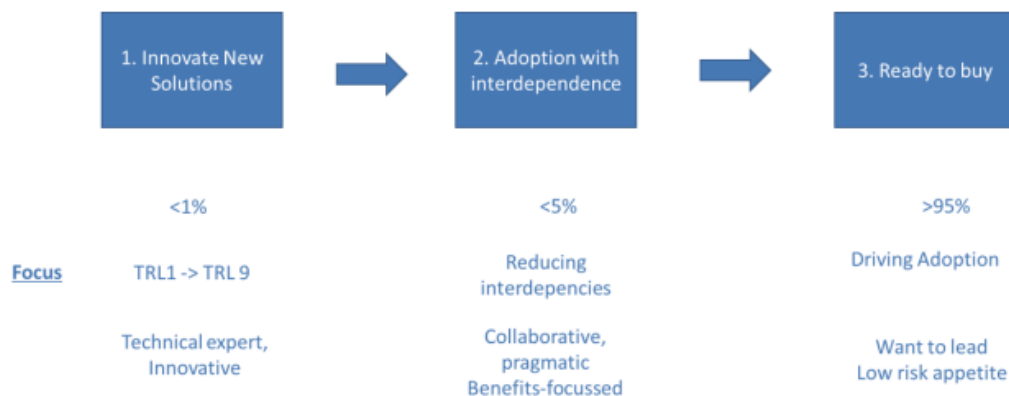 1. Innovate New
Solutions
2. Adoption with
interdependence
3. Ready to buy
<1%
<5%
>95%
Focus
TRL1 -> TRL 9
Reducing
interdepencies
Driving Adoption
Technical expert,
Innovative
Collaborative,
pragmatic
Benefits-focussed
Want to lead
Low risk appetite